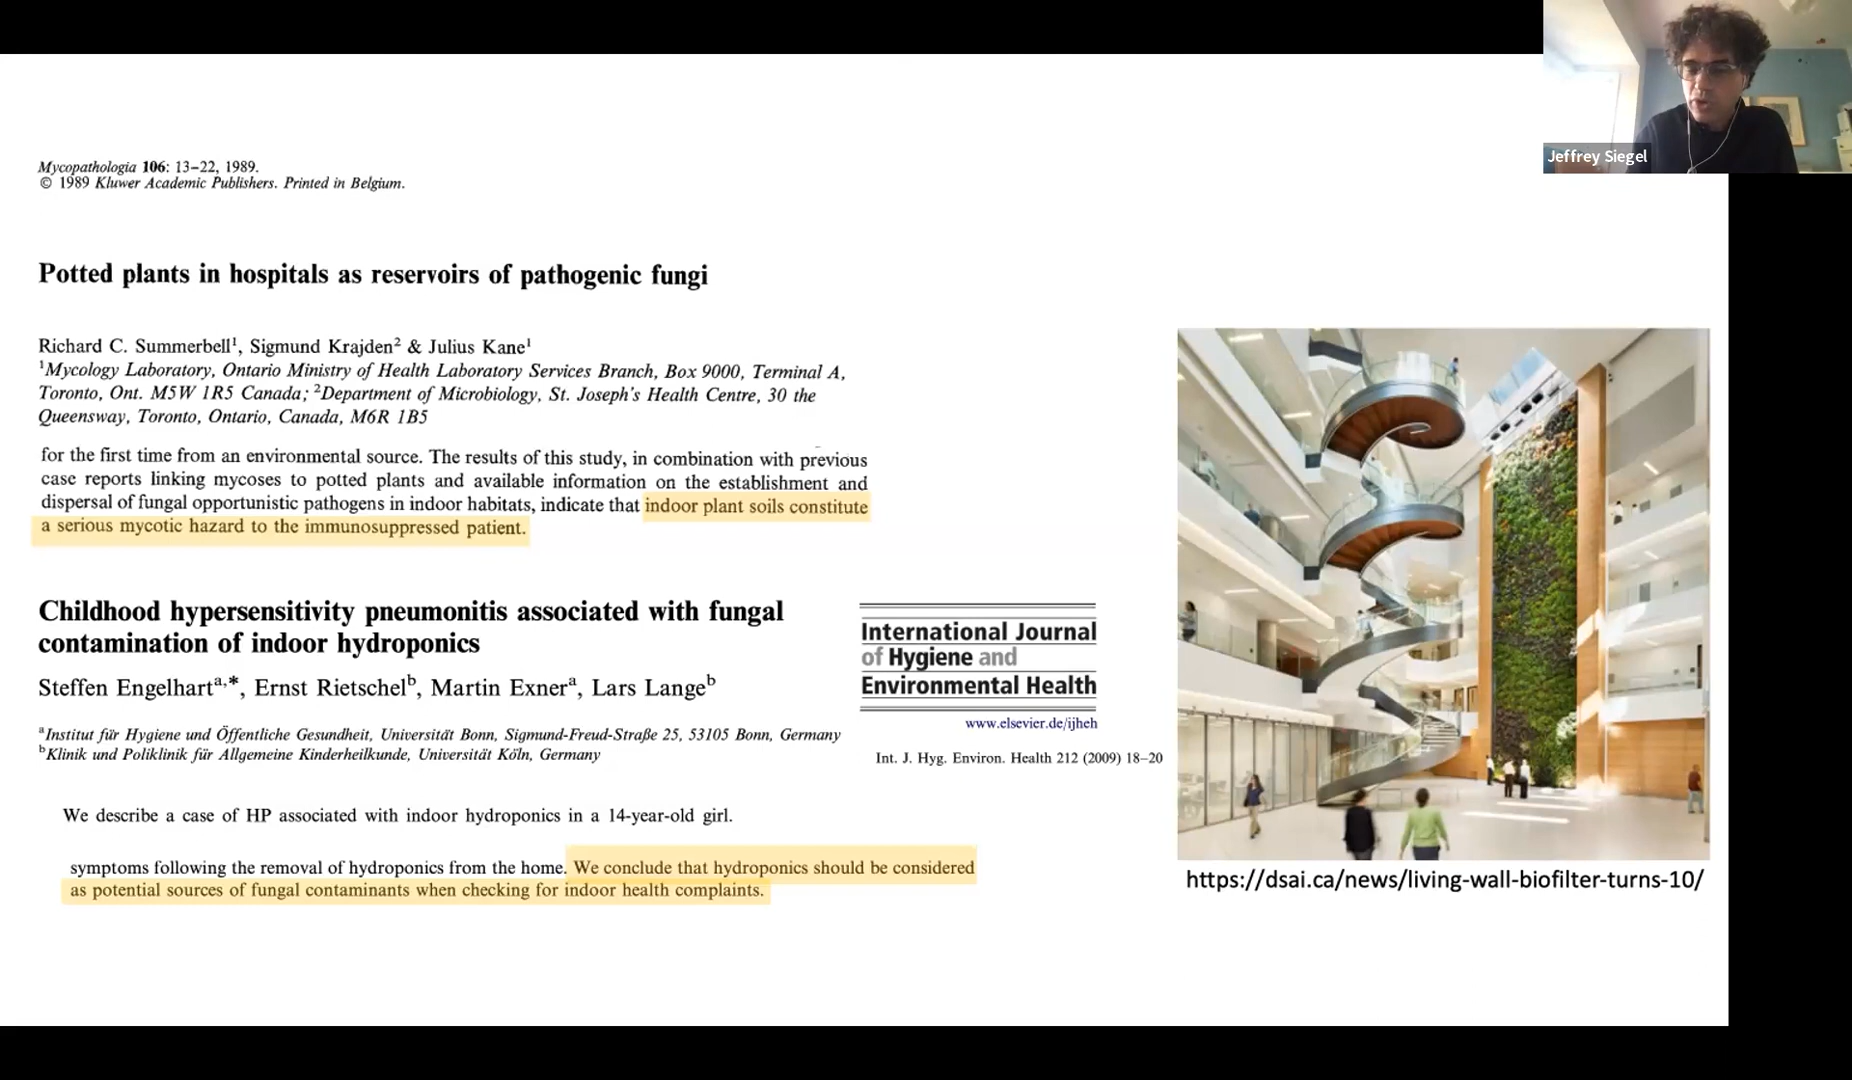 Jeffrey Siegel
Mycopathologia 106: 13–22, 1989.
© 1989 Kluwer Academic Publishers. Printed in Belgium.
Potted plants in hospitals as reservoirs of pathogenic fungi
Richard C. Summerbell¹, Sigmund Krajden² & Julius Kane¹
¹Mycology Laboratory, Ontario Ministry of Health Laboratory Services Branch, Box 9000, Terminal A,
Toronto, Ont. M5W 1R5 Canada; ²Department of Microbiology, St. Joseph's Health Centre, 30 the
Queensway, Toronto, Ontario, Canada, M6R 1B5
for the first time from an environmental source. The results of this study, in combination with previous
case reports linking mycoses to potted plants and available information on the establishment and
dispersal of fungal opportunistic pathogens in indoor habitats, indicate that indoor plant soils constitute
a serious mycotic hazard to the immunosuppressed patient.
Childhood hypersensitivity pneumonitis associated with fungal
contamination of indoor hydroponics
Steffen Engelhartᵃ,*, Ernst Rietschelᵇ, Martin Exnerᵃ, Lars Langeᵇ
ᵃInstitut für Hygiene und Öffentliche Gesundheit, Universität Bonn, Sigmund-Freud-Straße 25, 53105 Bonn, Germany
ᵇKlinik und Poliklinik für Allgemeine Kinderheilkunde, Universität Köln, Germany
International Journal
of Hygiene and
Environmental Health
www.elsevier.de/ijheh
Int. J. Hyg. Environ. Health 212 (2009) 18–20
We describe a case of HP associated with indoor hydroponics in a 14-year-old girl.
symptoms following the removal of hydroponics from the home. We conclude that hydroponics should be considered
as potential sources of fungal contaminants when checking for indoor health complaints.
https://dsai.ca/news/living-wall-biofilter-turns-10/